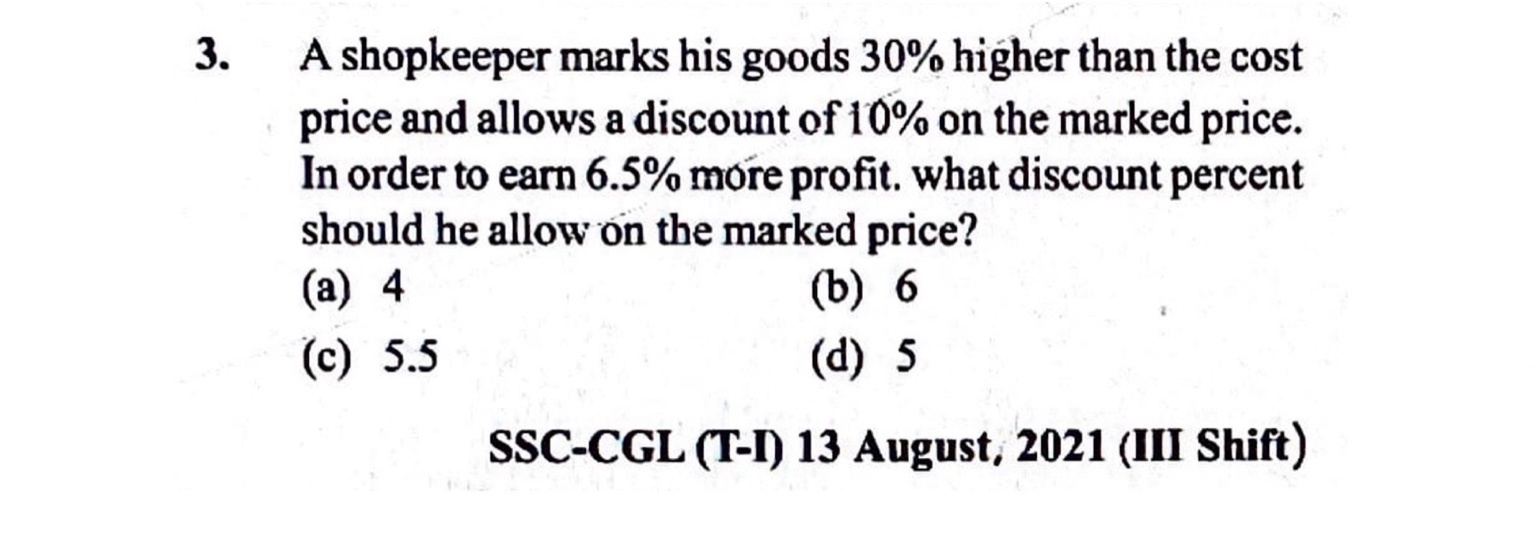 3. A shopkeeper marks his goods 30% higher than the cost
price and allows a discount of 10% on the marked price.
In order to earn 6.5% more profit. what discount percent
should he allow on the marked price?
(a) 4 (b) 6
(c) 5.5 (d) 5
SSC-CGL (T-I) 13 August, 2021 (III Shift)